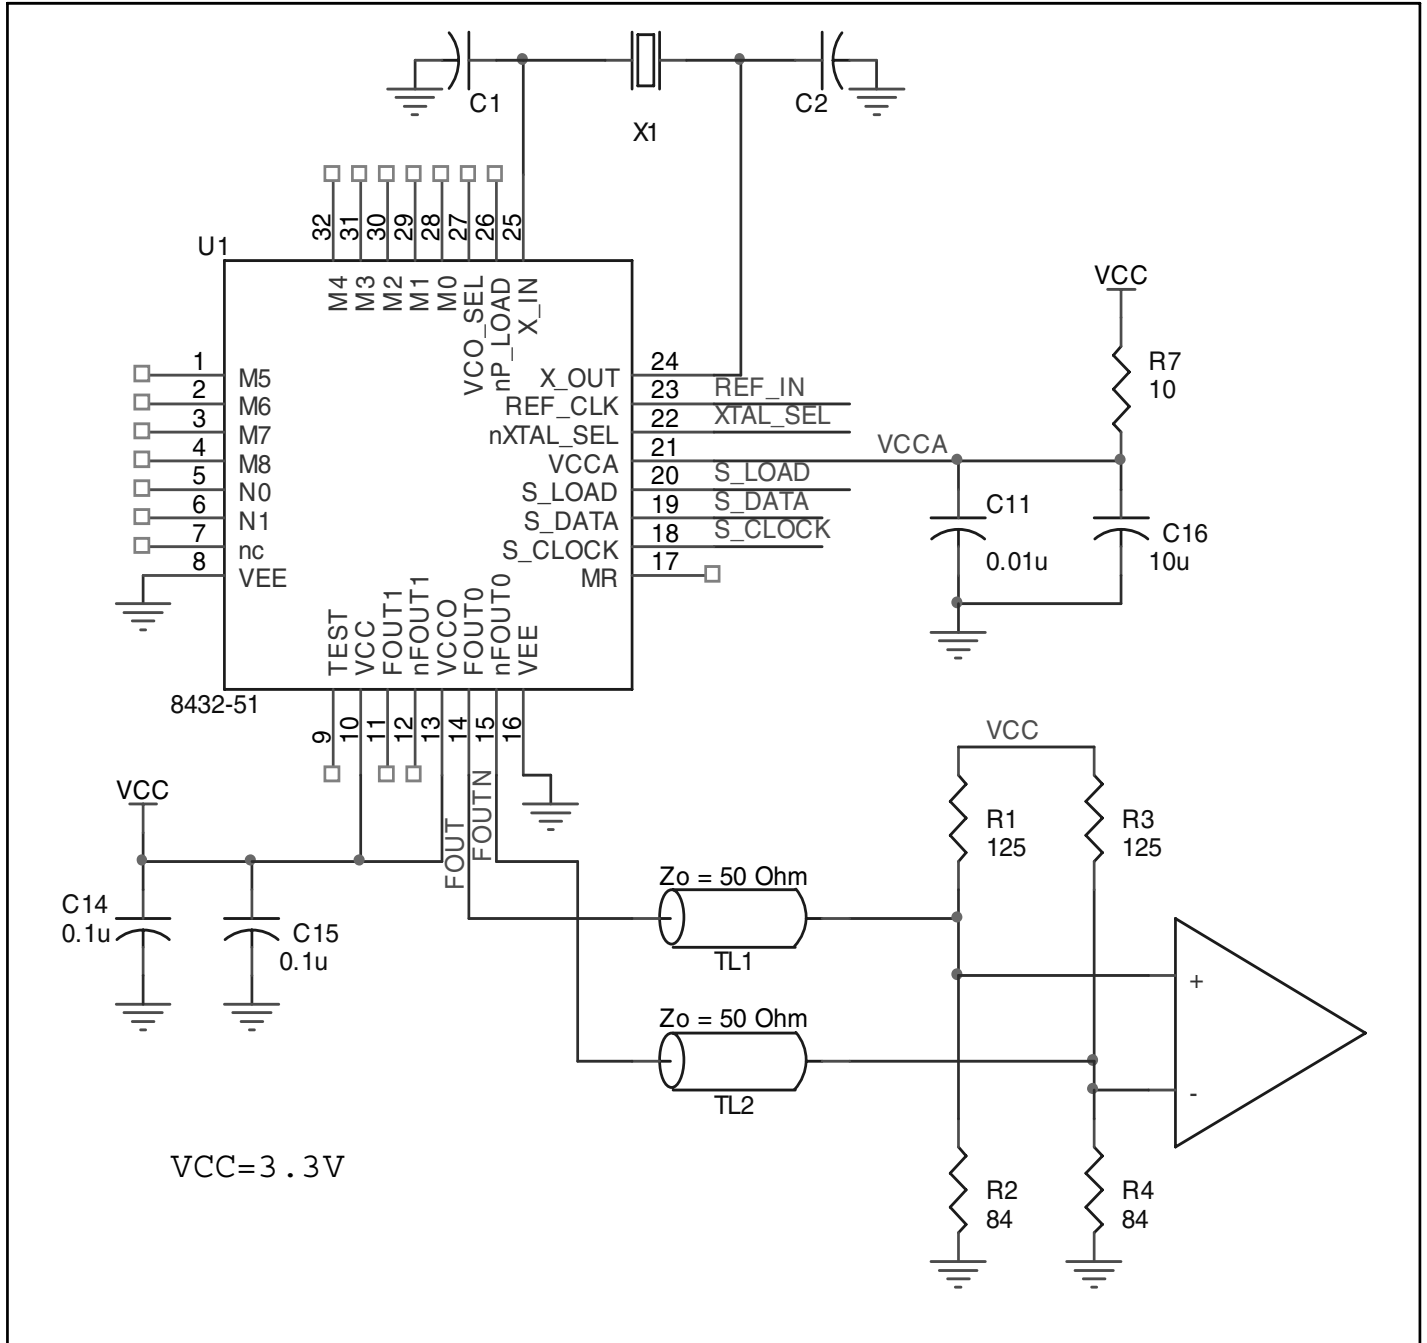 C1
X1
C2
32
31
30
29
28
27
26
25
U1
M4
M3
M2
M1
M0
VCO_SEL
nP_LOAD
X_IN
1
2
3
4
5
6
7
8
M5
M6
M7
M8
N0
N1
nc
VEE
X_OUT
REF_CLK
nXTAL_SEL
VCCA
S_LOAD
S_DATA
S_CLOCK
MR
24
23
22
21
20
19
18
17
REF_IN
XTAL_SEL
VCCA
S_LOAD
S_DATA
S_CLOCK
VCC
R7
10
C11
0.01u
C16
10u
TEST
VCC
FOUT1
nFOUT1
VCCO
FOUT0
nFOUT0
VEE
8432-51
9
10
11
12
13
14
15
16
FOUT
FOUTN
VCC
C14
0.1u
C15
0.1u
Zo = 50 Ohm
TL1
Zo = 50 Ohm
TL2
VCC
R1
125
R3
125
+
-
R2
84
R4
84
VCC=3.3V